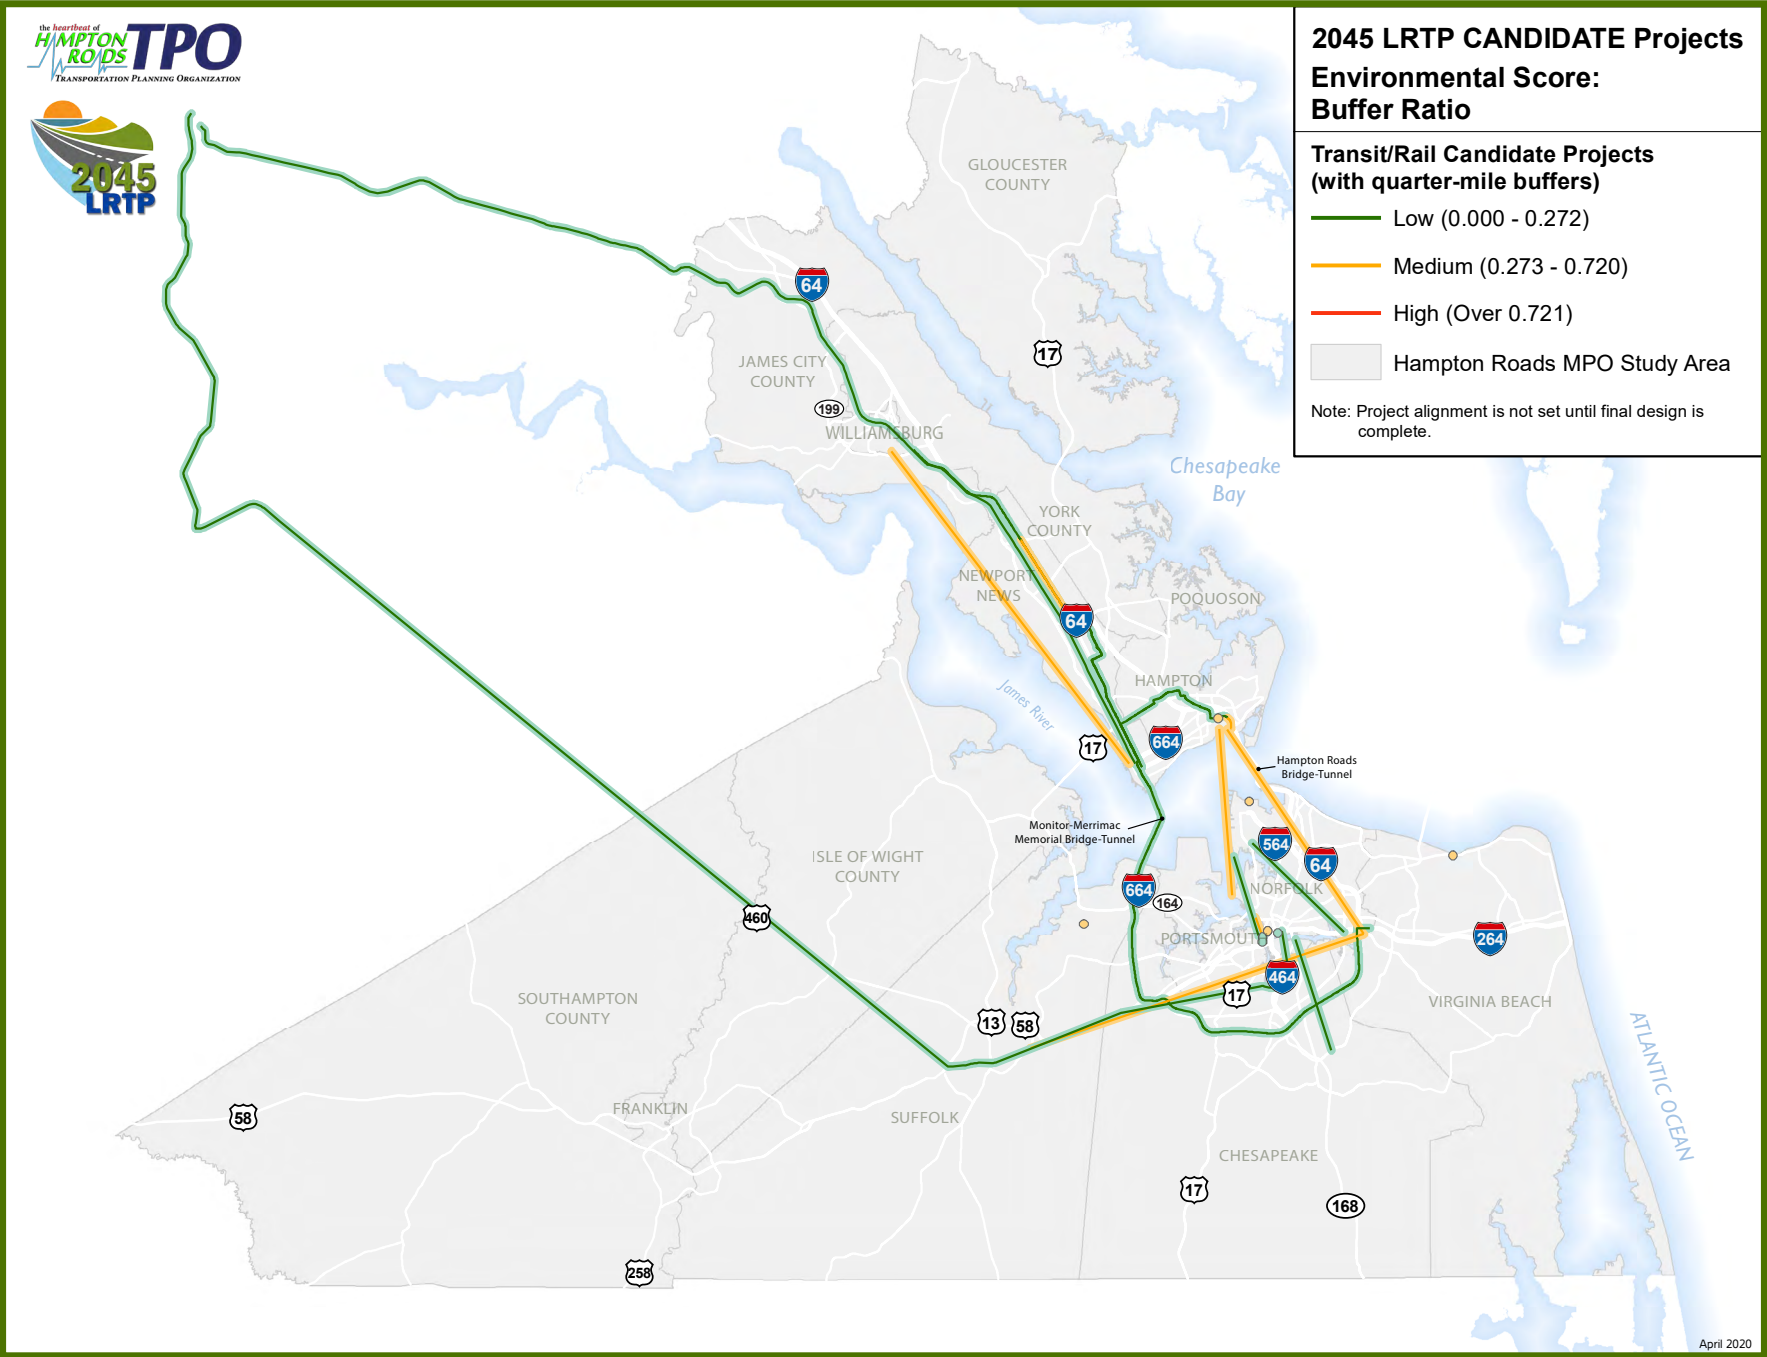 the heartbeat of
HAMPTON
ROADS
TPO
TRANSPORTATION PLANNING ORGANIZATION
2045
LRTP
2045 LRTP CANDIDATE Projects
Environmental Score:
Buffer Ratio
Transit/Rail Candidate Projects
(with quarter-mile buffers)
Low (0.000 - 0.272)
Medium (0.273 - 0.720)
High (Over 0.721)
Hampton Roads MPO Study Area
Note: Project alignment is not set until final design is
complete.
GLOUCESTER
COUNTY
64
17
JAMES CITY
COUNTY
199
WILLIAMSBURG
Chesapeake
Bay
YORK
COUNTY
NEWPORT
NEWS
POQUOSON
64
HAMPTON
James River
17
664
Hampton Roads
Bridge-Tunnel
Monitor-Merrimac
Memorial Bridge-Tunnel
564
64
ISLE OF WIGHT
COUNTY
664
164
NORFOLK
460
PORTSMOUTH
264
464
17
SOUTHAMPTON
COUNTY
13
58
VIRGINIA BEACH
ATLANTIC OCEAN
58
FRANKLIN
SUFFOLK
CHESAPEAKE
17
168
258
April 2020